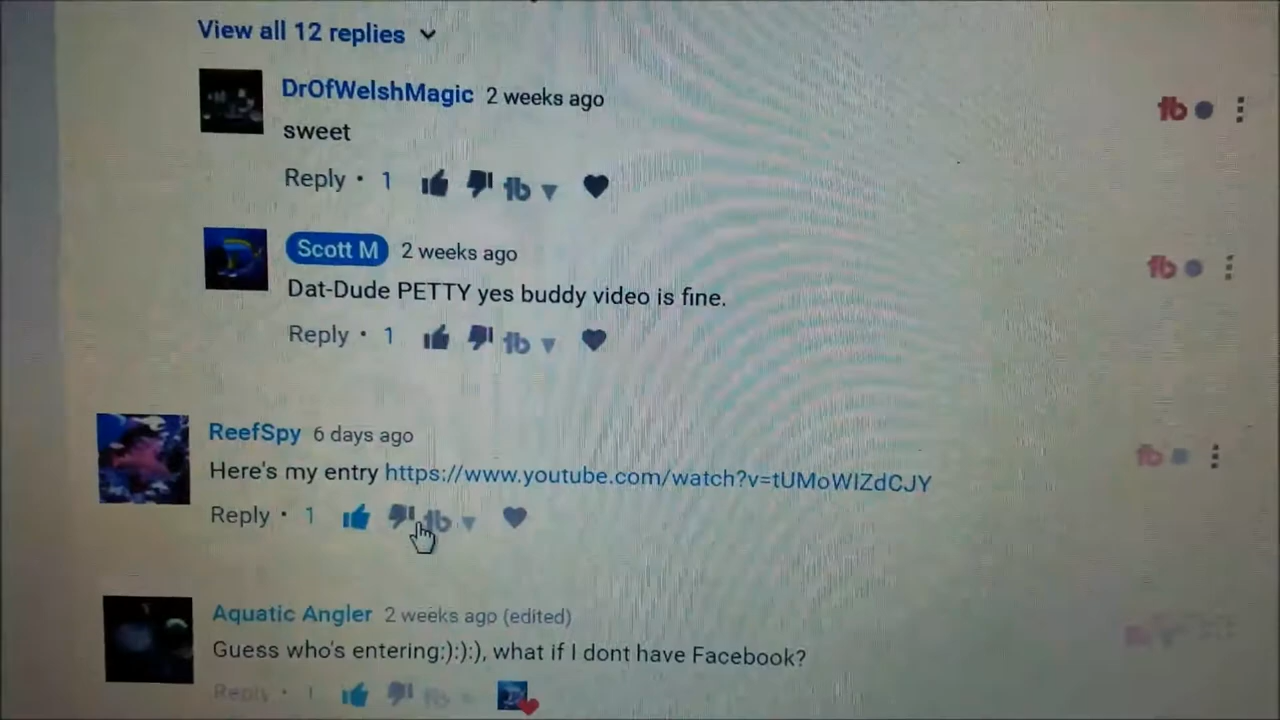 View all 12 replies
DrOfWelshMagic 2 weeks ago
sweet
Reply • 1
Scott M 2 weeks ago
Dat-Dude PETTY yes buddy video is fine.
Reply • 1
ReefSpy 6 days ago
Here's my entry https://www.youtube.com/watch?v=tUMoWIZdCJY
Reply • 1
Aquatic Angler 2 weeks ago (edited)
Guess who's entering:):):), what if I dont have Facebook?
Reply • 1